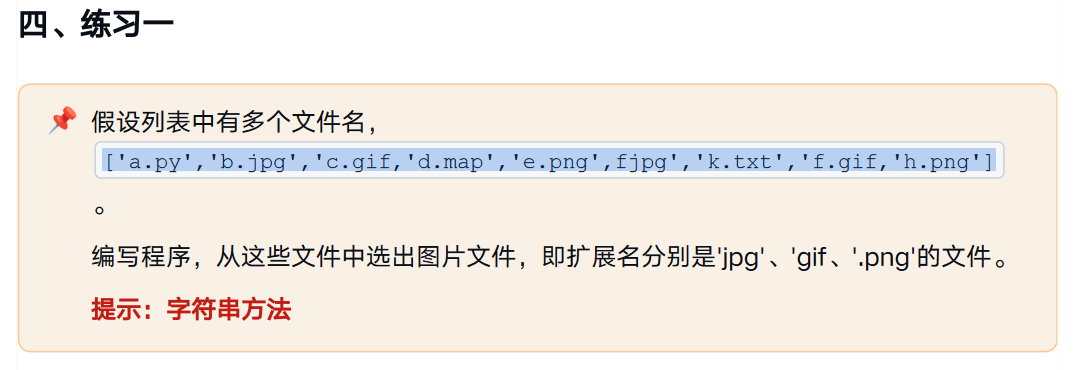 四、练习一
假设列表中有多个文件名，
['a.py','b.jpg','c.gif,'d.map','e.png',fjpg','k.txt','f.gif,'h.png']
。
编写程序，从这些文件中选出图片文件，即扩展名分别是'jpg'、'gif、'.png'的文件。
提示：字符串方法